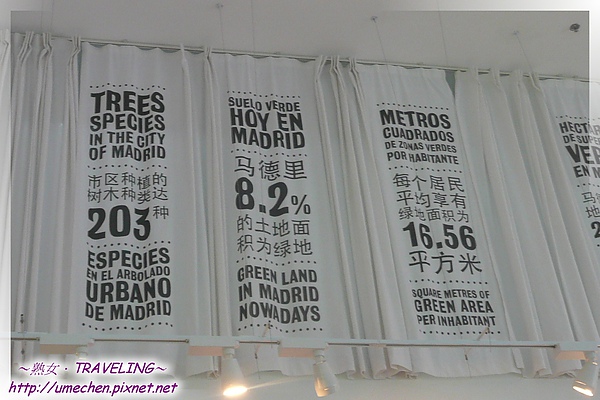 TREES
SPECIES
IN THE CITY
OF MADRID
市区种植的
树木种类达
203种
ESPECIES
EN EL ARBOLADO
URBANO
DE MADRID
SUELO VERDE
HOY EN
MADRID
马德里
8.2%
的土地面
积为绿地
GREEN LAND
IN MADRID
NOWADAYS
METROS
CUADRADOS
DE ZONAS VERDES
POR HABITANTE
每个居民
平均享有
绿地面积为
16.56
平方米
SQUARE METRES OF
GREEN AREA
PER INHABITANT
DE
EN
~熟女·TRAVELING~
http://umechen.pixnet.net